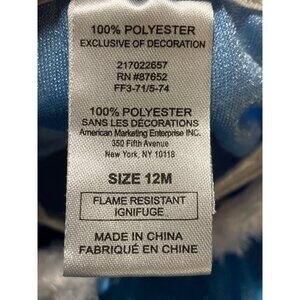 100% POLYESTER
EXCLUSIVE OF DECORATION
217022657
RN #87652
FF3-71/5-74
100% POLYESTER
SANS LES DÉCORATIONS
American Marketing Enterprise INC.
350 Fifth Avenue
New York, NY 10118
SIZE 12M
FLAME RESISTANT
IGNIFUGE
MADE IN CHINA
FABRIQUÉ EN CHINE